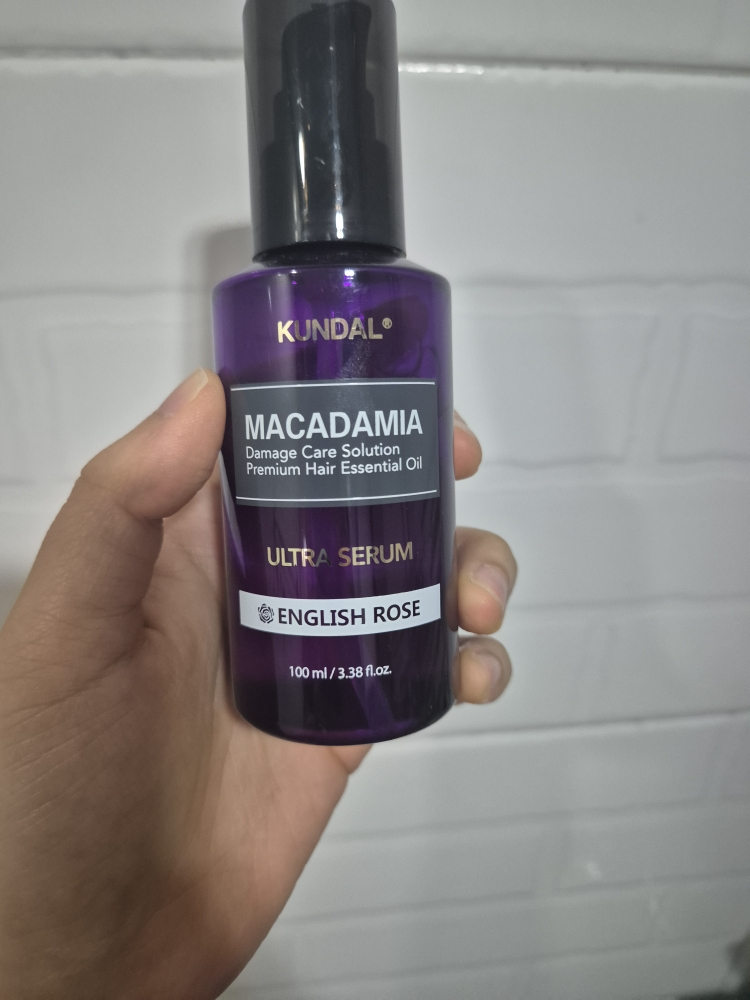 KUNDAL®
MACADAMIA
Damage Care Solution
Premium Hair Essential Oil
ULTRA SERUM
ENGLISH ROSE
100 ml / 3.38 fl.oz.